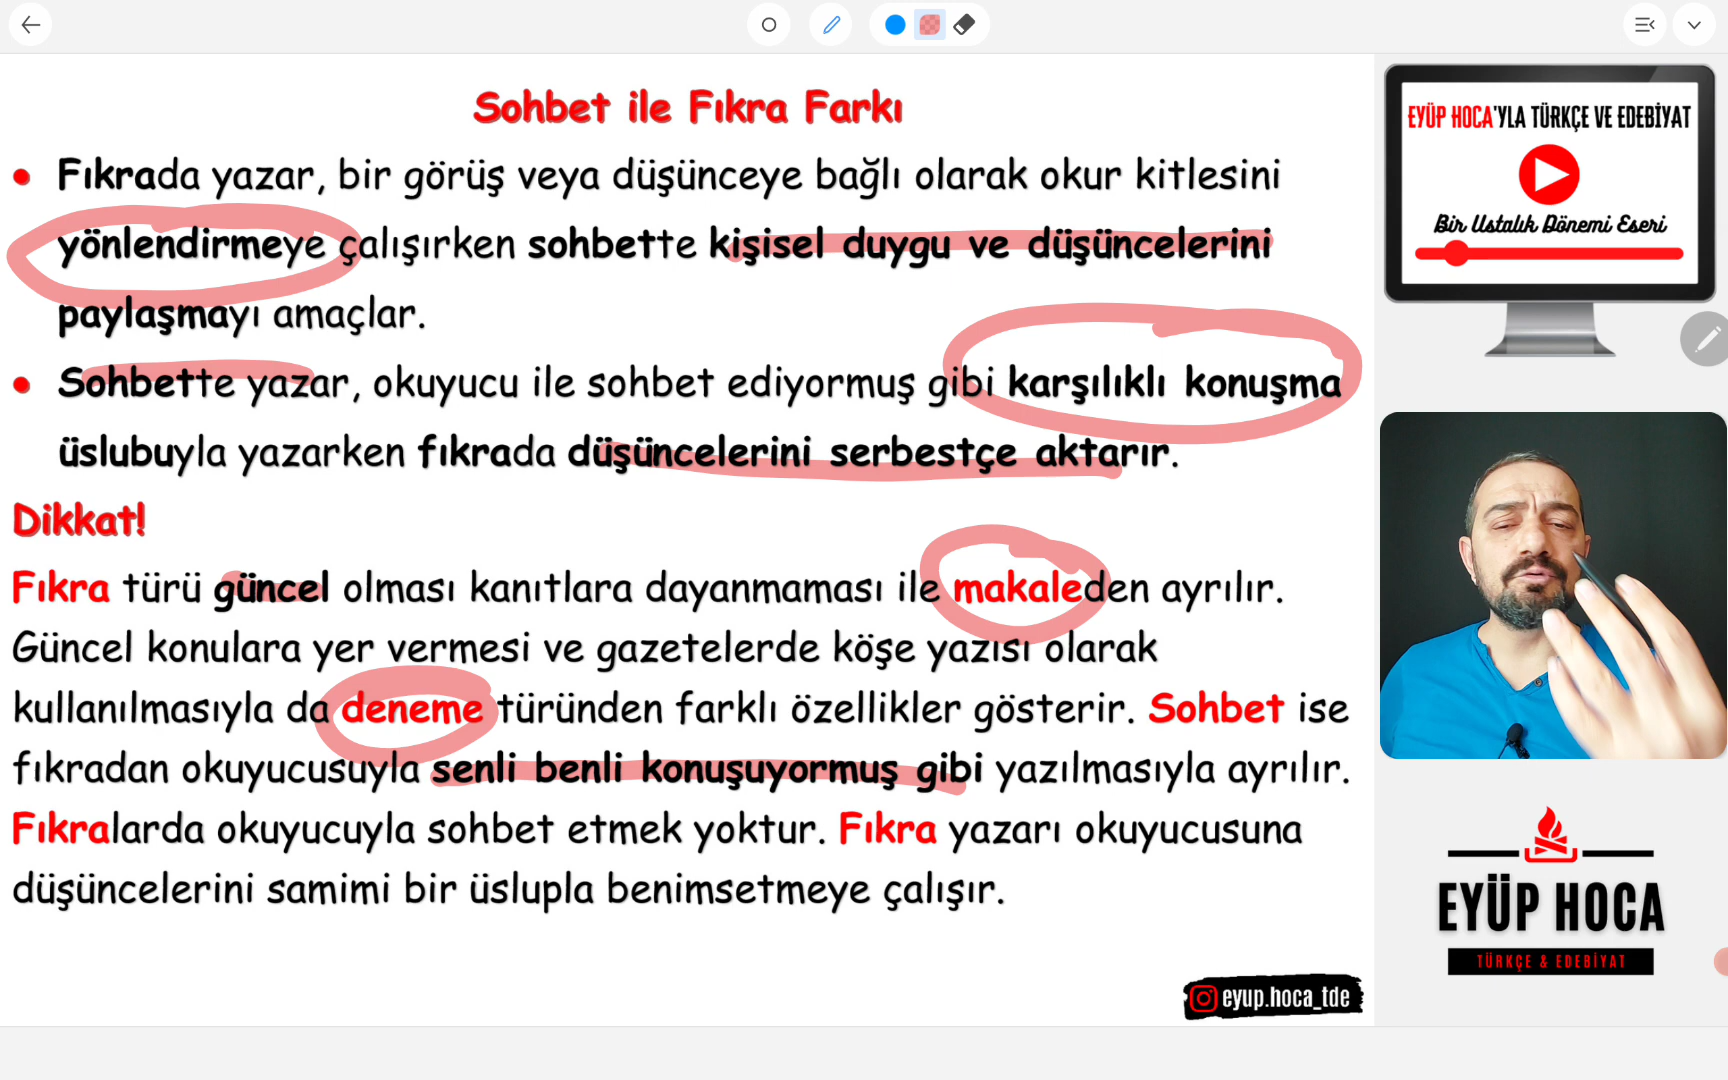 Sohbet ile Fıkra Farkı
Fıkrada yazar, bir görüş veya düşünceye bağlı olarak okur kitlesini
yönlendirmeye çalışırken sohbette kişisel duygu ve düşüncelerini
paylaşmayı amaçlar.
Sohbette yazar, okuyucu ile sohbet ediyormuş gibi karşılıklı konuşma
üslubuyla yazarken fıkrada düşüncelerini serbestçe aktarır.
Dikkat!
Fıkra türü güncel olması kanıtlara dayanmaması ile makaleden ayrılır.
Güncel konulara yer vermesi ve gazetelerde köşe yazısı olarak
kullanılmasıyla da deneme türünden farklı özellikler gösterir. Sohbet ise
fıkradan okuyucusuyla senli benli konuşuyormuş gibi yazılmasıyla ayrılır.
Fıkralarda okuyucuyla sohbet etmek yoktur. Fıkra yazarı okuyucusuna
düşüncelerini samimi bir üslupla benimsetmeye çalışır.
eyup.hoca_tde
EYÜP HOCA'YLA TÜRKÇE VE EDEBİYAT
Bir Ustalık Dönemi Eseri
EYÜP HOCA
TÜRKÇE & EDEBİYAT